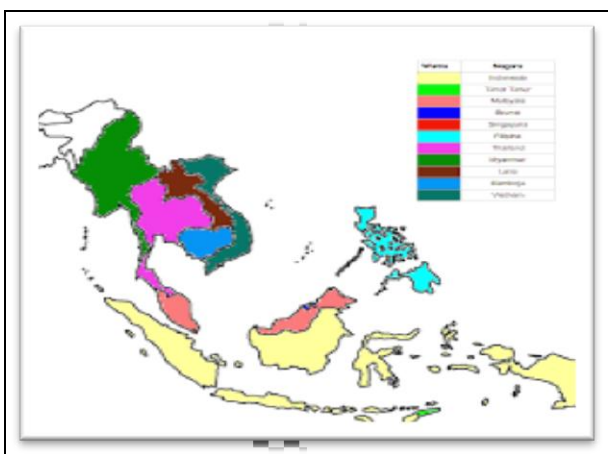 Warna Negara
Indonesia
Timor Timur
Malaysia
Brunei
Singapura
Filipina
Thailand
Myanmar
Laos
Kamboja
Vietnam